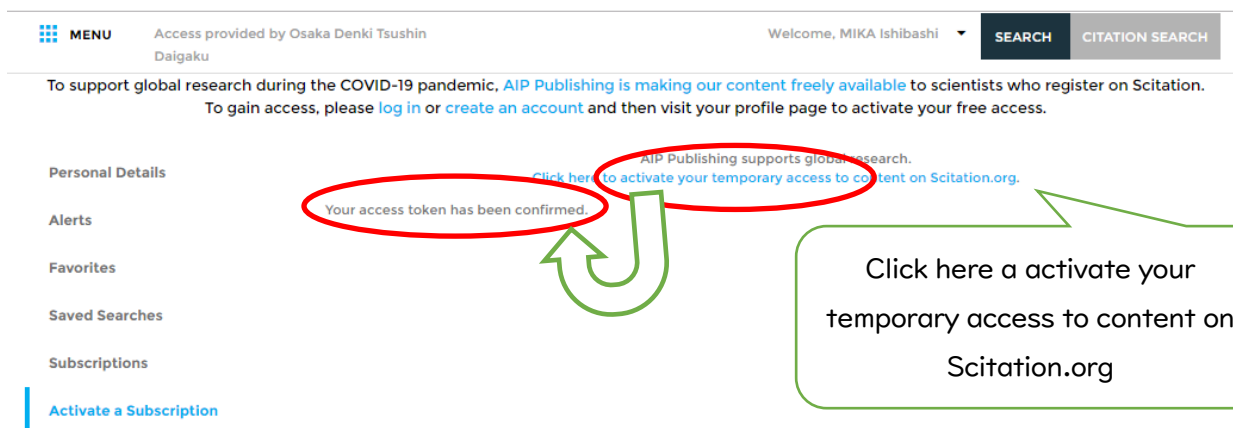 MENU
Access provided by Osaka Denki Tsushin
Daigaku
Welcome, MIKA Ishibashi
SEARCH
CITATION SEARCH
To support global research during the COVID-19 pandemic, AIP Publishing is making our content freely available to scientists who register on Scitation.
To gain access, please log in or create an account and then visit your profile page to activate your free access.
Personal Details
AIP Publishing supports global research.
Click here to activate your temporary access to content on Scitation.org.
Your access token has been confirmed.
Alerts
Favorites
Saved Searches
Subscriptions
Activate a Subscription
Click here a activate your
temporary access to content on
Scitation.org